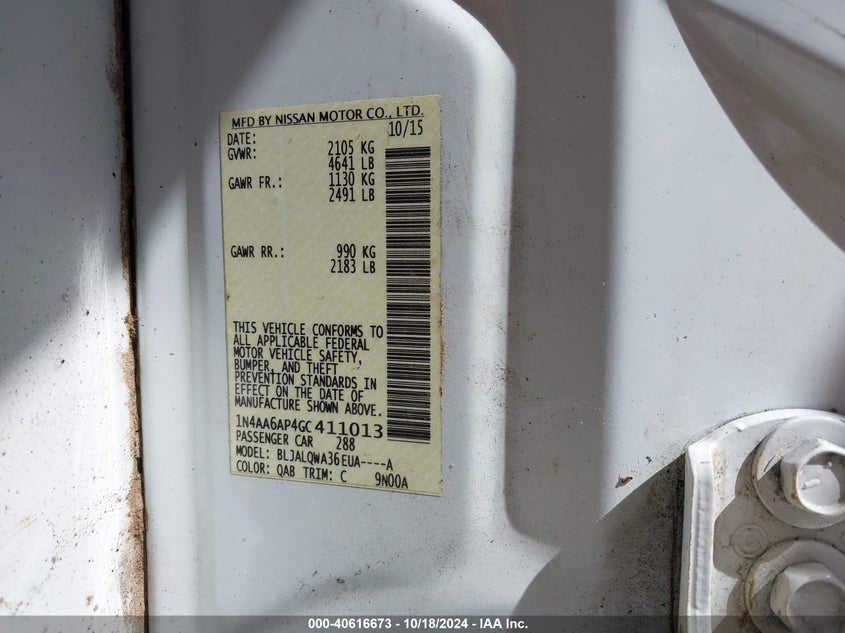 MFD BY NISSAN MOTOR CO., LTD.
DATE: 10/15
GVWR: 2105 KG
4641 LB
GAWR FR.: 1130 KG
2491 LB
GAWR RR.: 990 KG
2183 LB
THIS VEHICLE CONFORMS TO
ALL APPLICABLE FEDERAL
MOTOR VEHICLE SAFETY,
BUMPER, AND THEFT
PREVENTION STANDARDS IN
EFFECT ON THE DATE OF
MANUFACTURE SHOWN ABOVE.
1N4AA6AP4GC411013
PASSENGER CAR 288
MODEL: BLJALQWA36EUA----A
COLOR: QAB TRIM: C 9N00A
000-40616673 - 10/18/2024 - IAA Inc.